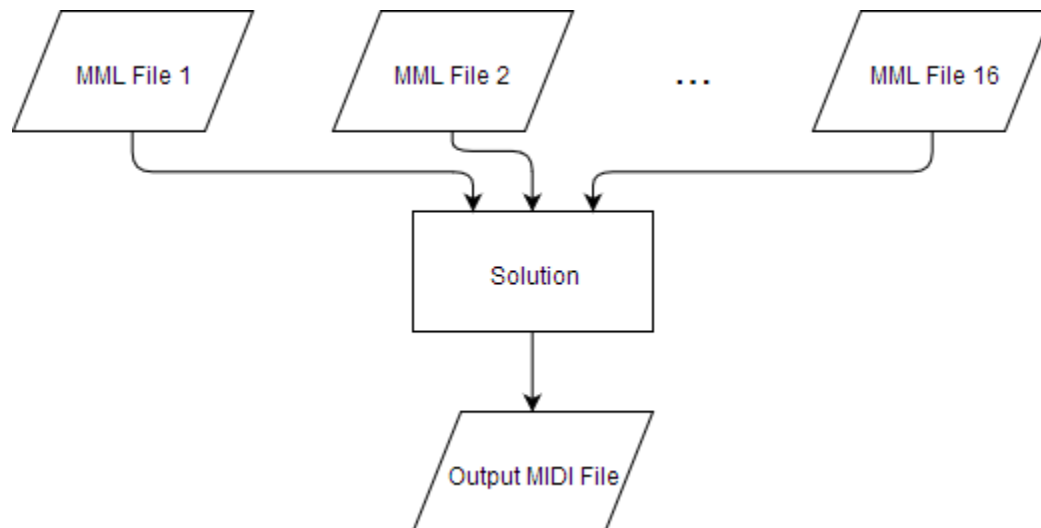 MML File 1
MML File 2
...
MML File 16
Solution
Output MIDI File